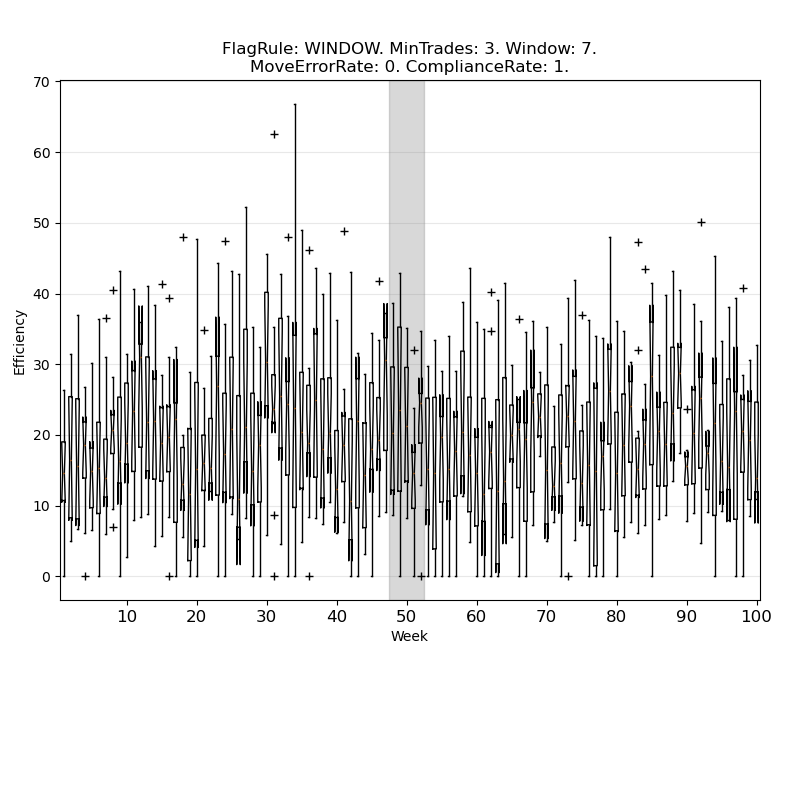 FlagRule: WINDOW. MinTrades: 3. Window: 7.
MoveErrorRate: 0. ComplianceRate: 1.
70
60
50
40
30
20
10
0
Efficiency
10 20 30 40 50 60 70 80 90 100
Week